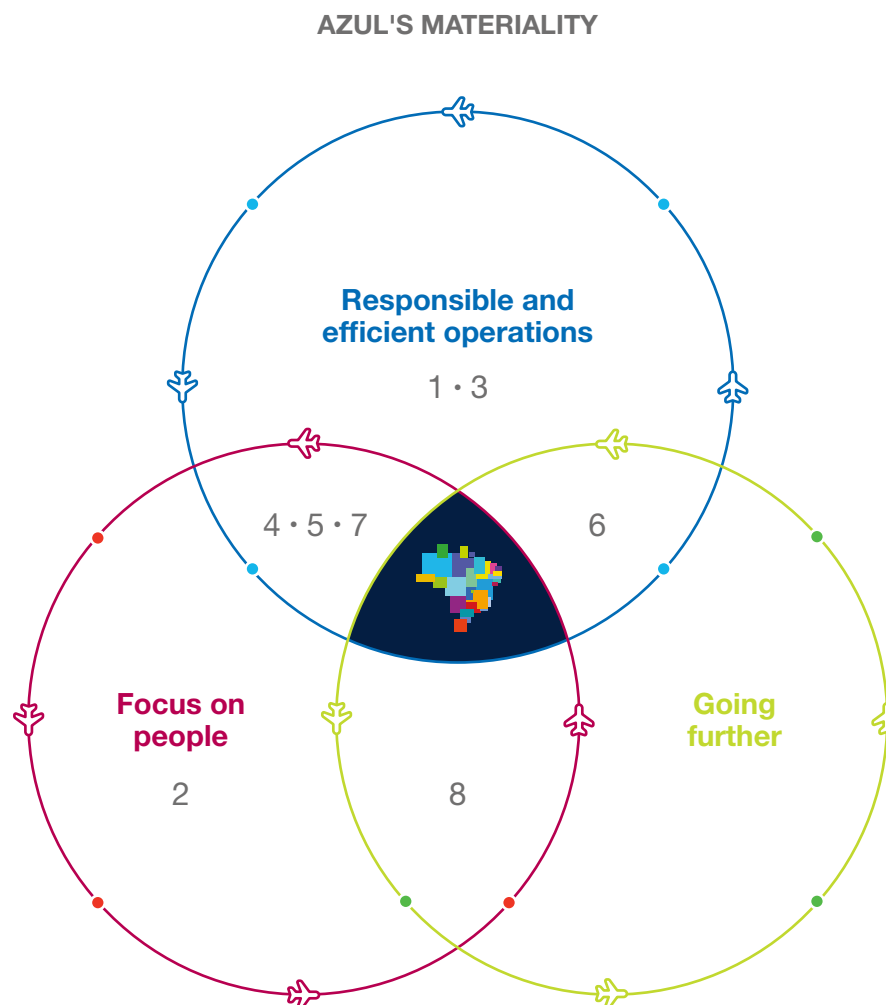 AZUL'S MATERIALITY
Responsible and
efficient operations
1 • 3
4 • 5 • 7
6
Focus on
people
2
8
Going
further